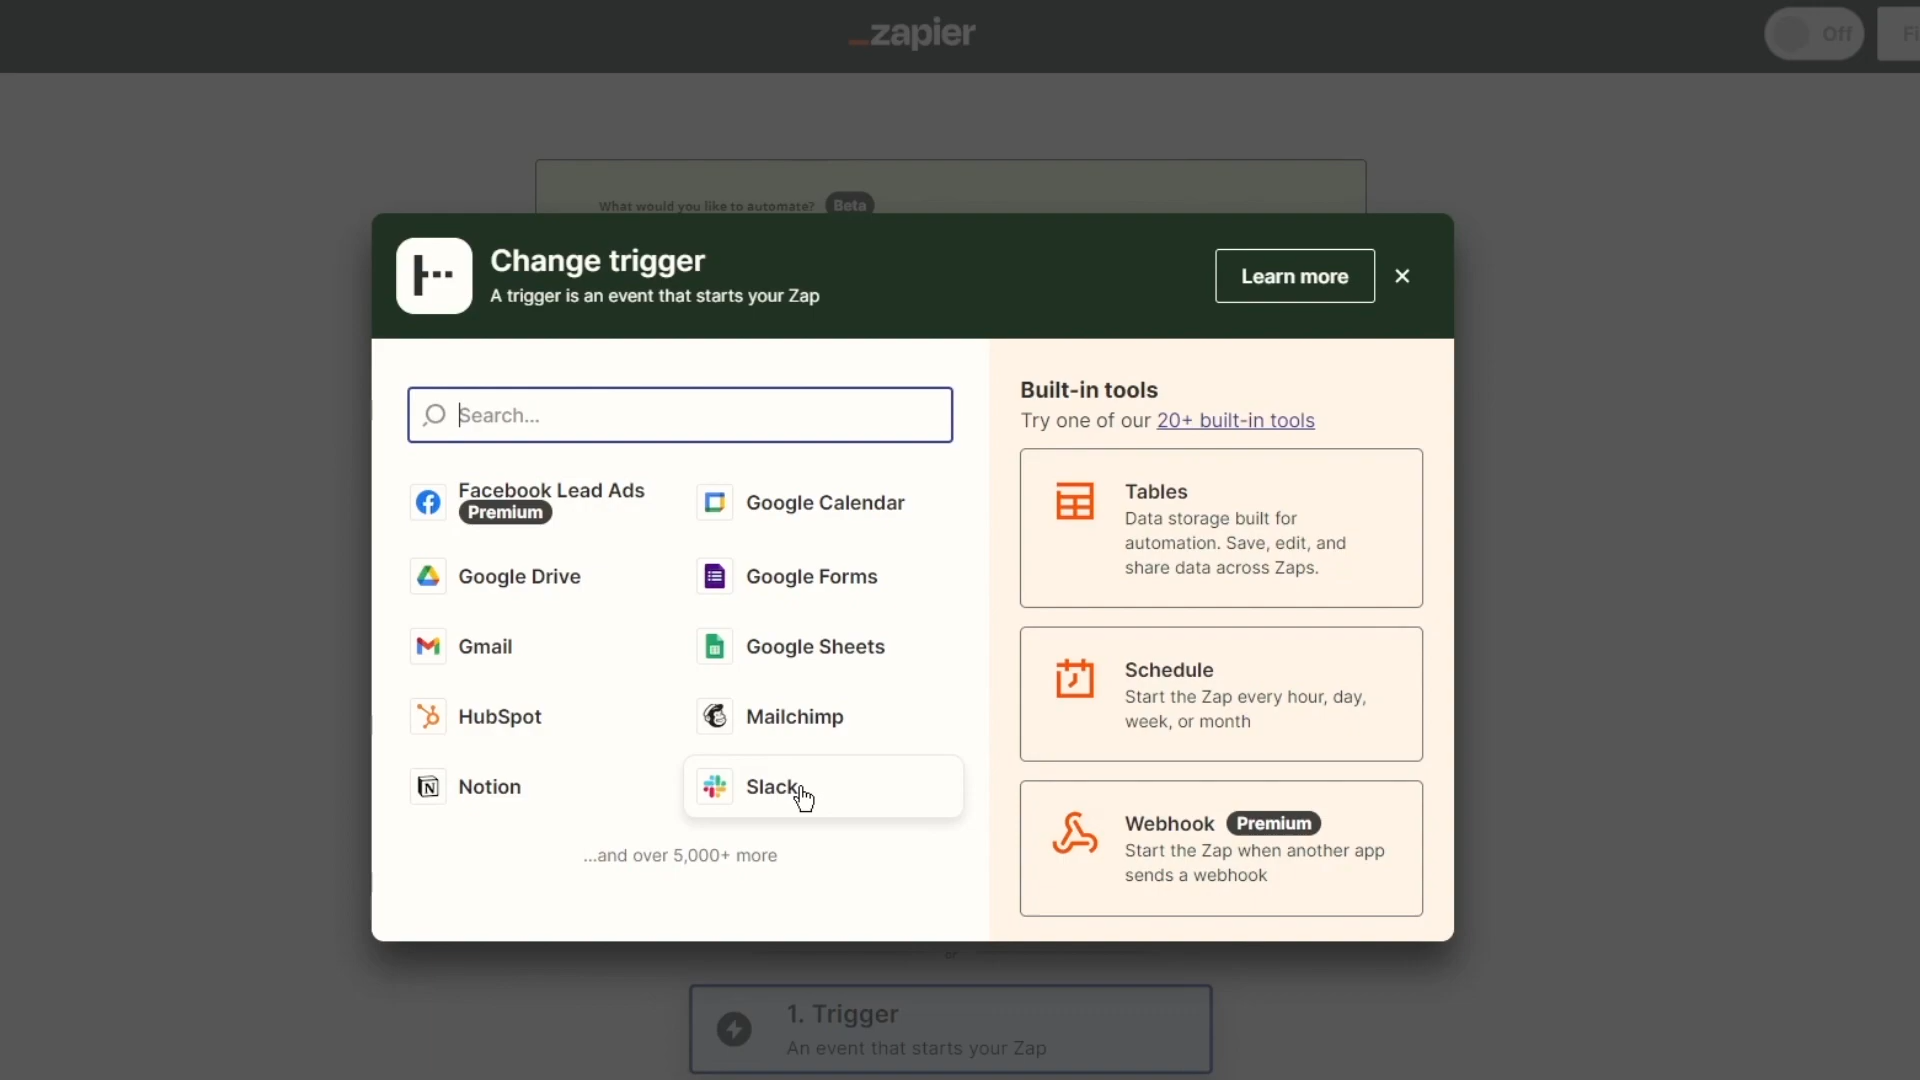 zapier
Off
What would you like to automate? Beta
Change trigger
A trigger is an event that starts your Zap
Learn more
Search...
Facebook Lead Ads
Premium
Google Calendar
Google Drive
Google Forms
Gmail
Google Sheets
HubSpot
Mailchimp
Notion
Slack
...and over 5,000+ more
Built-in tools
Try one of our 20+ built-in tools
Tables
Data storage built for
automation. Save, edit, and
share data across Zaps.
Schedule
Start the Zap every hour, day,
week, or month
Webhook Premium
Start the Zap when another app
sends a webhook
or
1. Trigger
An event that starts your Zap